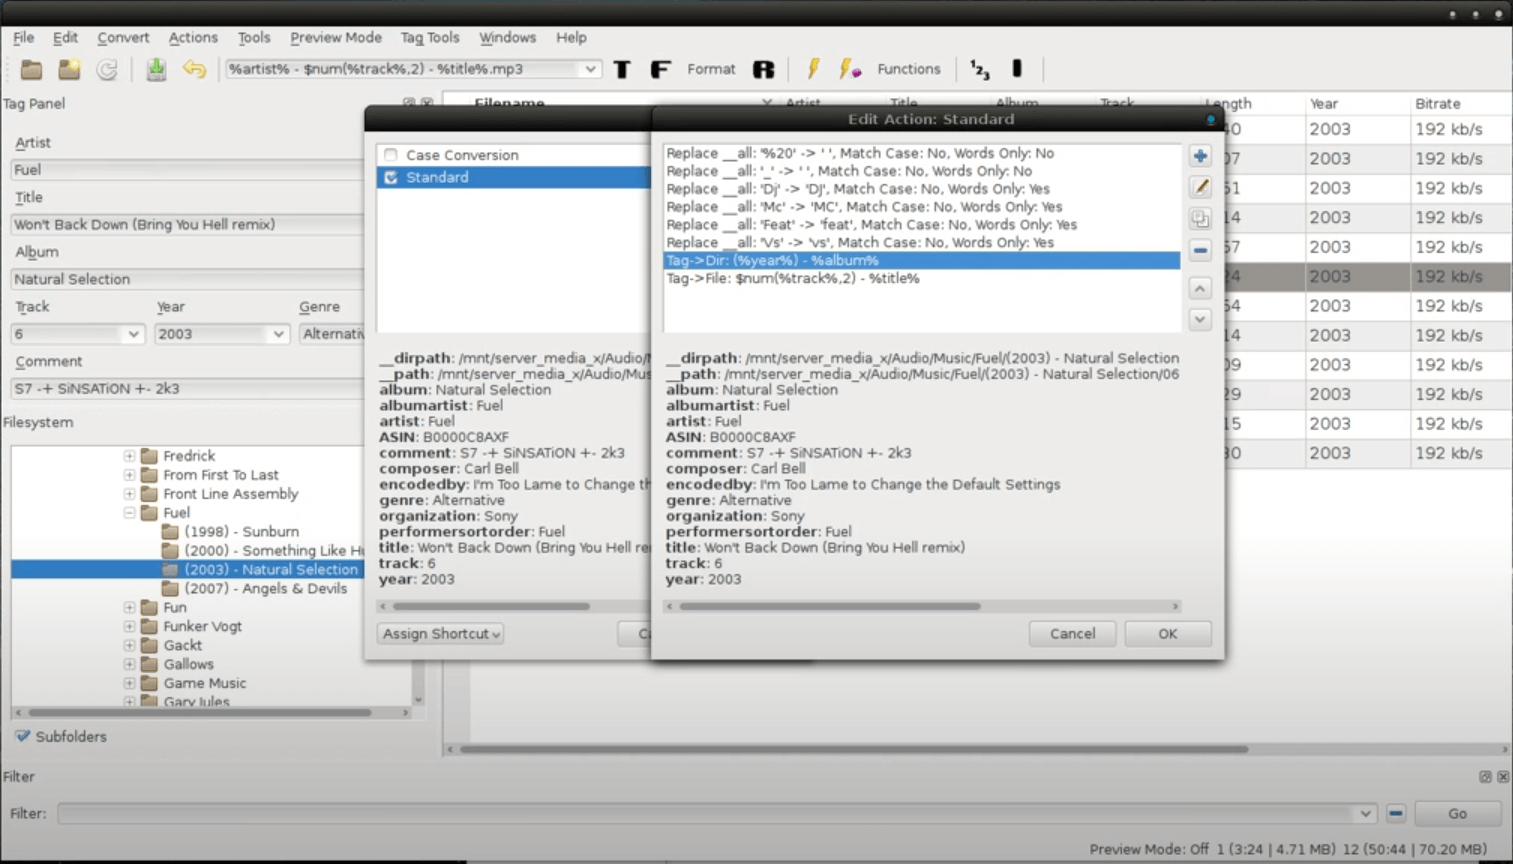 File Edit Convert Actions Tools Preview Mode Tag Tools Windows Help
%artist% - $num(%track%,2) - %title%.mp3 T F Format R Functions 1 2 3
Tag Panel
Artist
Fuel
Title
Won't Back Down (Bring You Hell remix)
Album
Natural Selection
Track Year Genre
6 2003 Alternativ
Comment
S7 -+ SiNSATiON +- 2k3
Filesystem
Fredrick
From First To Last
Front Line Assembly
Fuel
(1998) - Sunburn
(2000) - Something Like Hu
(2003) - Natural Selection
(2007) - Angels & Devils
Fun
Funker Vogt
Gackt
Gallows
Game Music
Gary Jules
Subfolders
Filename Artist Title Album Track Length Year Bitrate
40 2003 192 kb/s
07 2003 192 kb/s
51 2003 192 kb/s
14 2003 192 kb/s
57 2003 192 kb/s
24 2003 192 kb/s
54 2003 192 kb/s
14 2003 192 kb/s
09 2003 192 kb/s
29 2003 192 kb/s
15 2003 192 kb/s
30 2003 192 kb/s
Case Conversion
Standard
__dirpath: /mnt/server_media_x/Audio/M
__path: /mnt/server_media_x/Audio/Mus
album: Natural Selection
albumartist: Fuel
artist: Fuel
ASIN: B0000C8AXF
comment: S7 -+ SiNSATiON +- 2k3
composer: Carl Bell
encodedby: I'm Too Lame to Change th
genre: Alternative
organization: Sony
performersortorder: Fuel
title: Won't Back Down (Bring You Hell re
track: 6
year: 2003
Assign Shortcut
Ca
Edit Action: Standard
Replace __all: '%20' -> ' ', Match Case: No, Words Only: No
Replace __all: '_' -> ' ', Match Case: No, Words Only: No
Replace __all: 'Dj' -> 'DJ', Match Case: No, Words Only: Yes
Replace __all: 'Mc' -> 'MC', Match Case: No, Words Only: Yes
Replace __all: 'Feat' -> 'feat', Match Case: No, Words Only: Yes
Replace __all: 'Vs' -> 'vs', Match Case: No, Words Only: Yes
Tag->Dir: (%year%) - %album%
Tag->File: $num(%track%,2) - %title%
__dirpath: /mnt/server_media_x/Audio/Music/Fuel/(2003) - Natural Selection
__path: /mnt/server_media_x/Audio/Music/Fuel/(2003) - Natural Selection/06
album: Natural Selection
albumartist: Fuel
artist: Fuel
ASIN: B0000C8AXF
comment: S7 -+ SiNSATiON +- 2k3
composer: Carl Bell
encodedby: I'm Too Lame to Change the Default Settings
genre: Alternative
organization: Sony
performersortorder: Fuel
title: Won't Back Down (Bring You Hell remix)
track: 6
year: 2003
Cancel OK
Filter
Filter: Go
Preview Mode: Off 1 (3:24 | 4.71 MB) 12 (50:44 | 70.20 MB)